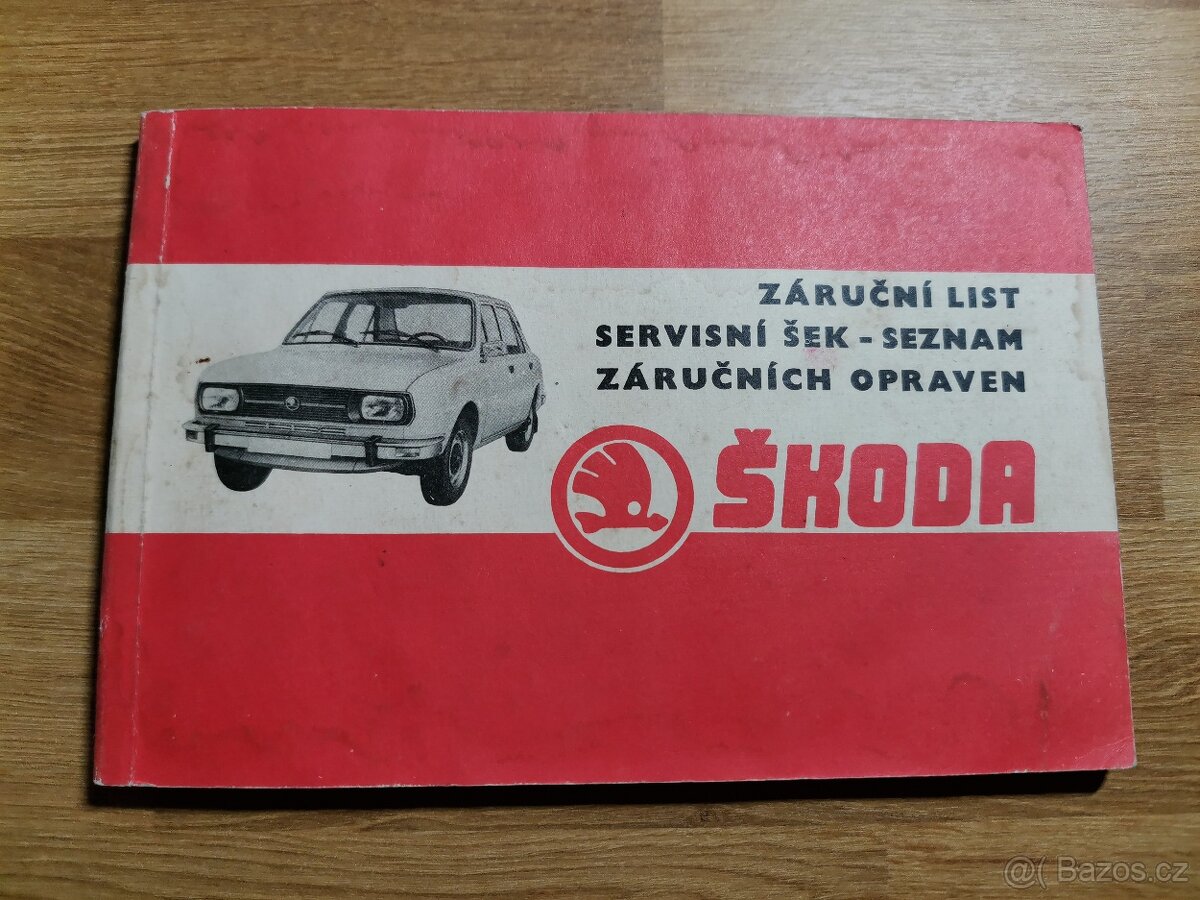 ZÁRUČNÍ LIST
SERVISNÍ ŠEK - SEZNAM
ZÁRUČNÍCH OPRAVEN
ŠKODA
@( Bazos.cz